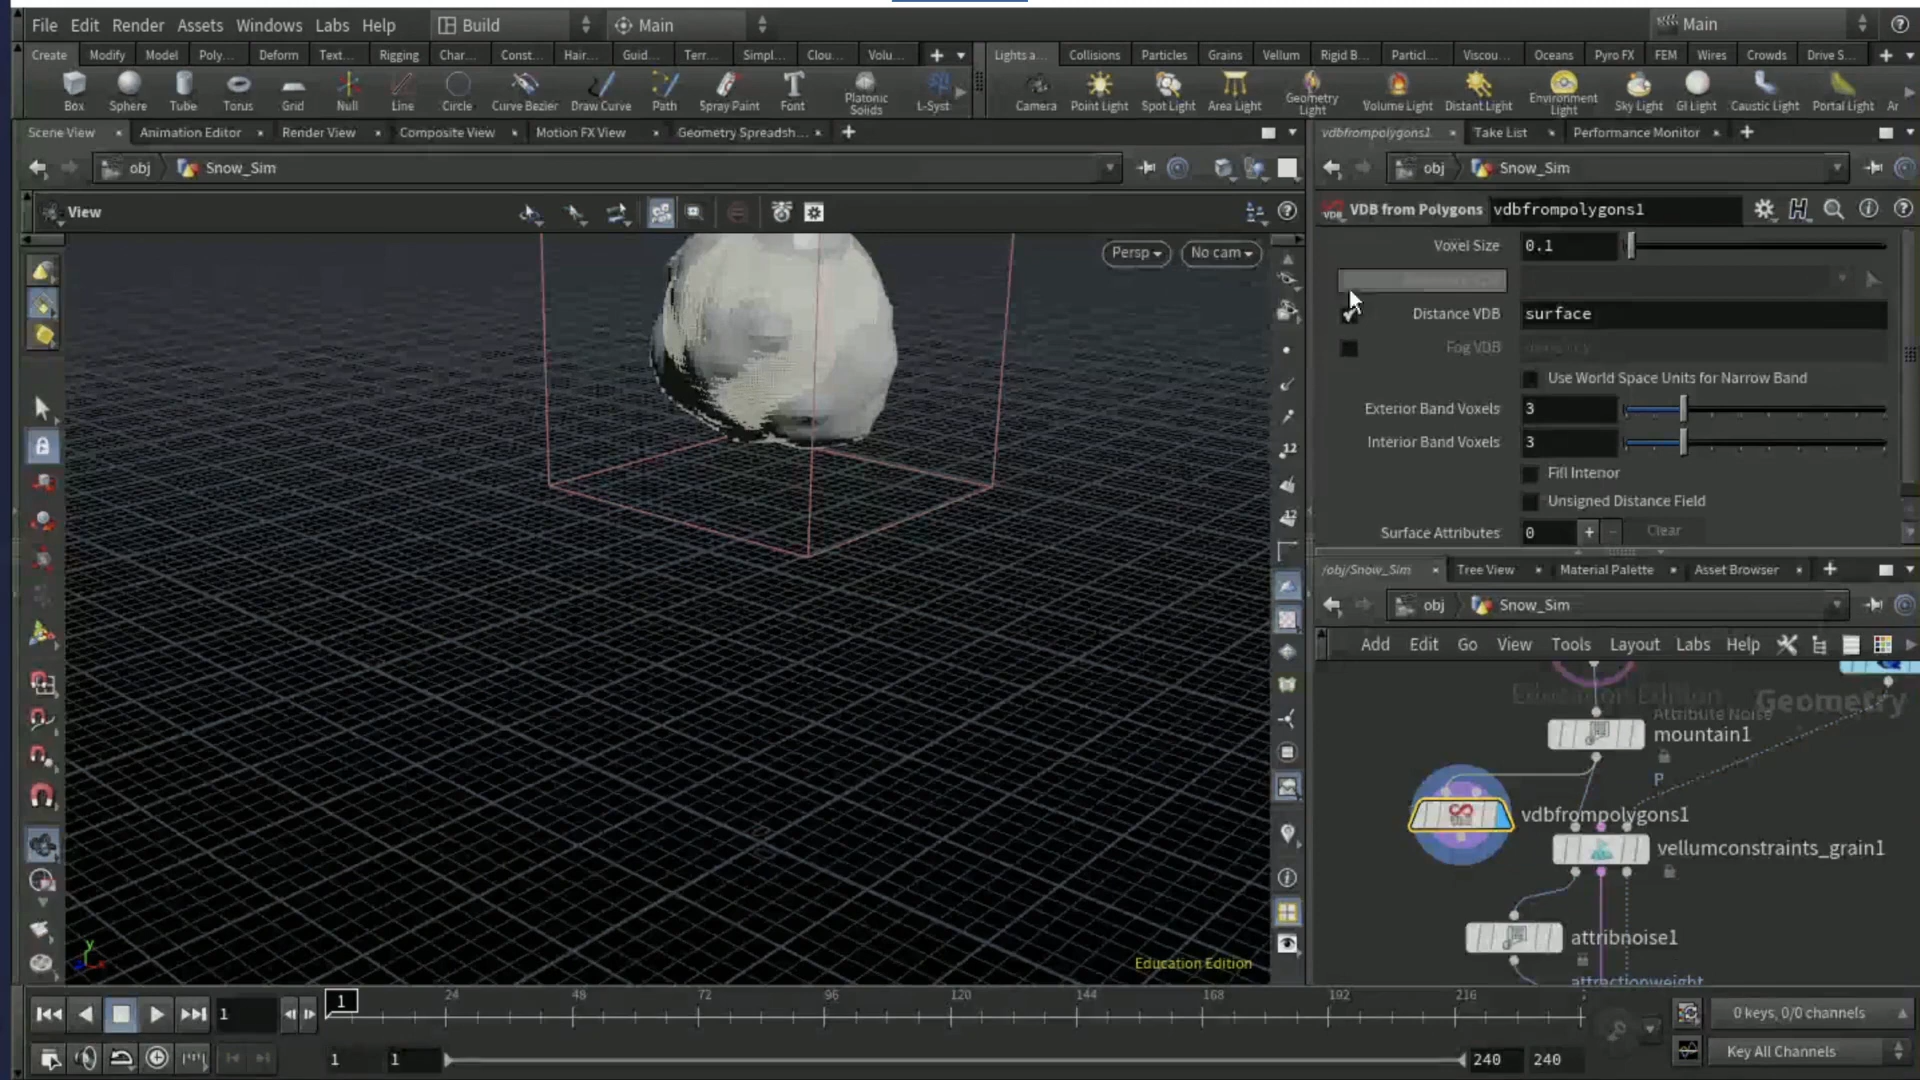 File Edit Render Assets Windows Labs Help Build Main Main
Create Modify Model Poly... Deform Text... Rigging Char... Const... Hair... Guid... Terr... Simpl... Clou... Volu... Lights a... Collisions Particles Grains Vellum Rigid B... Particl... Viscou... Oceans Pyro FX FEM Wires Crowds Drive S...
Box Sphere Tube Torus Grid Null Line Circle Curve Bezier Draw Curve Path Spray Paint Font Platonic Solids L-Syst Camera Point Light Spot Light Area Light Geometry Light Volume Light Distant Light Environment Light Sky Light GI Light Caustic Light Portal Light Ar
Scene View Animation Editor Render View Composite View Motion FX View Geometry Spreadsh... vdbfrompolygons1 Take List Performance Monitor
obj Snow_Sim obj Snow_Sim
View
Persp No cam
VDB from Polygons vdbfrompolygons1
Voxel Size 0.1
Distance VDB surface
Fog VDB
Use World Space Units for Narrow Band
Exterior Band Voxels 3
Interior Band Voxels 3
Fill Interior
Unsigned Distance Field
Surface Attributes 0 + - Clear
/obj/Snow_Sim Tree View Material Palette Asset Browser
obj Snow_Sim
Add Edit Go View Tools Layout Labs Help
Education Edition Geometry
Attribute Noise
mountain1
P
vdbfrompolygons1
vellumconstraints_grain1
attribnoise1
attractionweight
12
12
Education Edition
1 1 24 48 72 96 120 144 168 192 216 2
0 keys, 0/0 channels
1 1 240 240 Key All Channels